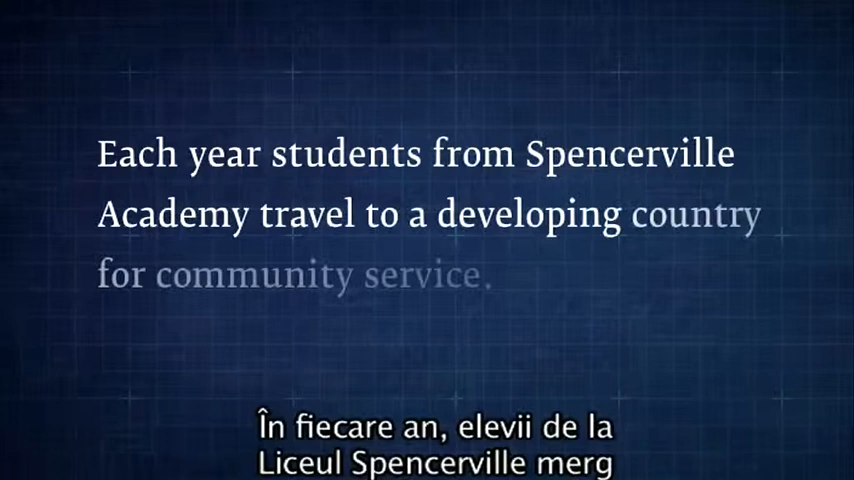 Each year students from Spencerville
Academy travel to a developing country
for community service.
În fiecare an, elevii de la
Liceul Spencerville merg